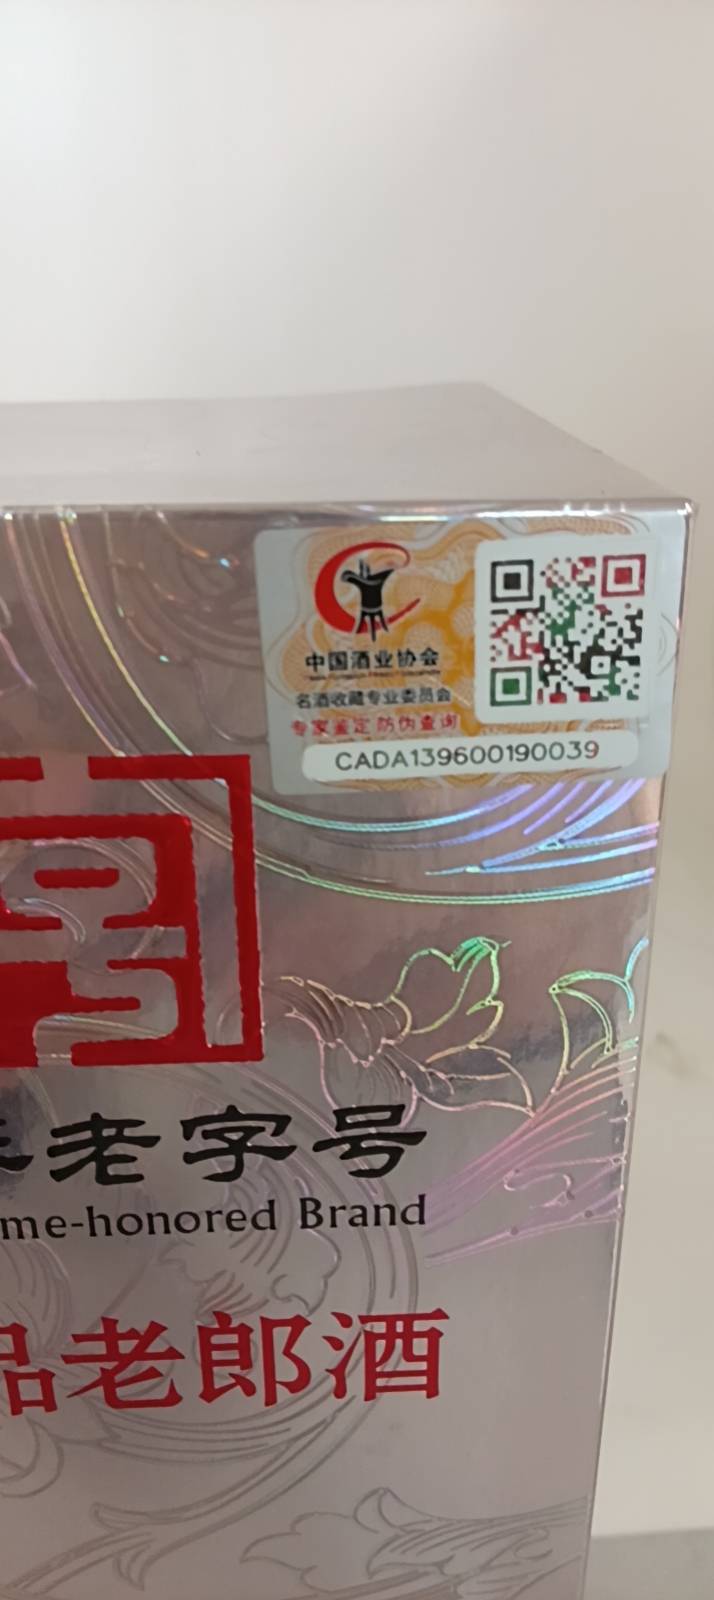 中国酒业协会
名酒收藏专业委员会
专家鉴定 防伪查询
CADA139600190039
老字号
me-honored Brand
品老郎酒